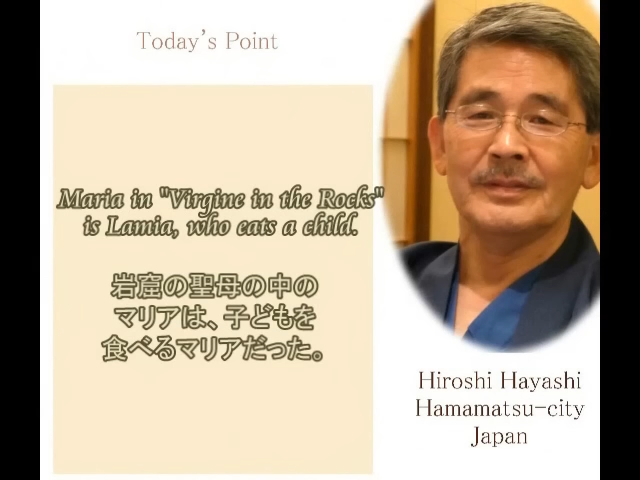 Today's Point
Maria in "Virgine in the Rocks"
is Lamia, who eats a child.
岩窟の聖母の中の
マリアは、子どもを
食べるマリアだった。
Hiroshi Hayashi
Hamamatsu-city
Japan